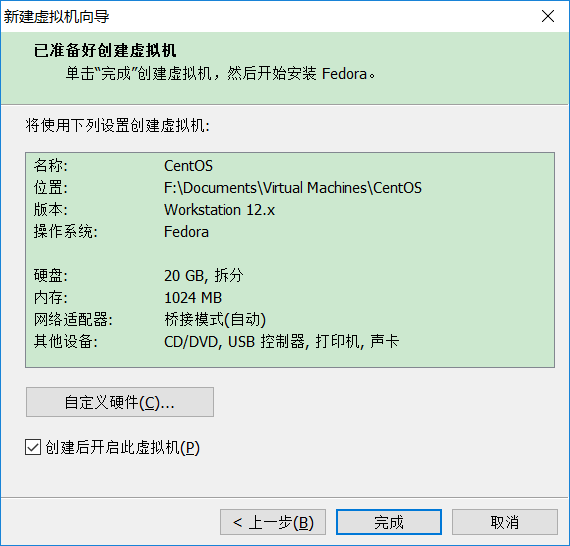 新建虚拟机向导
已准备好创建虚拟机
单击“完成”创建虚拟机，然后开始安装 Fedora。
将使用下列设置创建虚拟机:
名称: CentOS
位置: F:\Documents\Virtual Machines\CentOS
版本: Workstation 12.x
操作系统: Fedora
硬盘: 20 GB, 拆分
内存: 1024 MB
网络适配器: 桥接模式(自动)
其他设备: CD/DVD, USB 控制器, 打印机, 声卡
自定义硬件(C)...
创建后开启此虚拟机(P)
< 上一步(B) 完成 取消